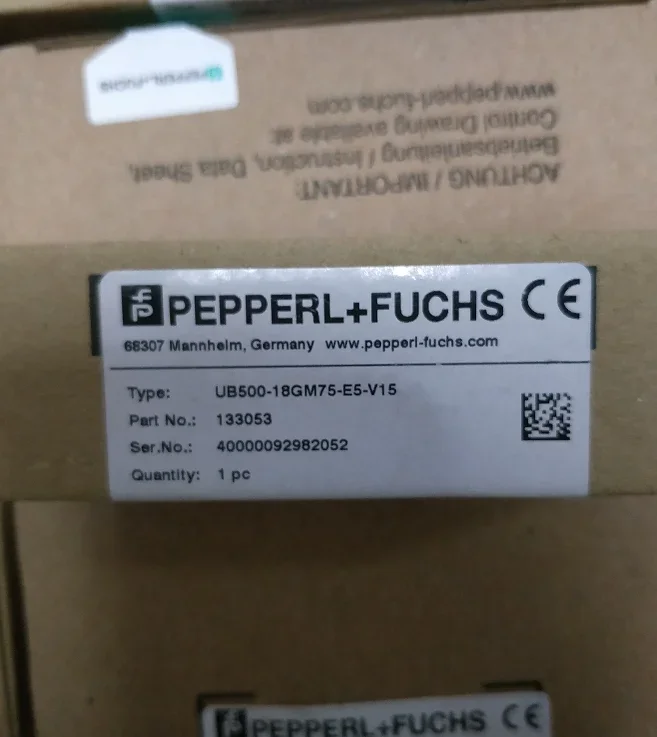 PEPPERL+FUCHS
ACHTUNG / IMPORTANT:
Betriebsanleitung / Instruction, Data Sheet,
Control Drawing available at:
www.pepperl-fuchs.com
PEPPERL+FUCHS CE
68307 Mannheim, Germany www.pepperl-fuchs.com
Type: UB500-18GM75-E5-V15
Part No.: 133053
Ser.No.: 40000092982052
Quantity: 1 pc
PEPPERL+FUCHS CE